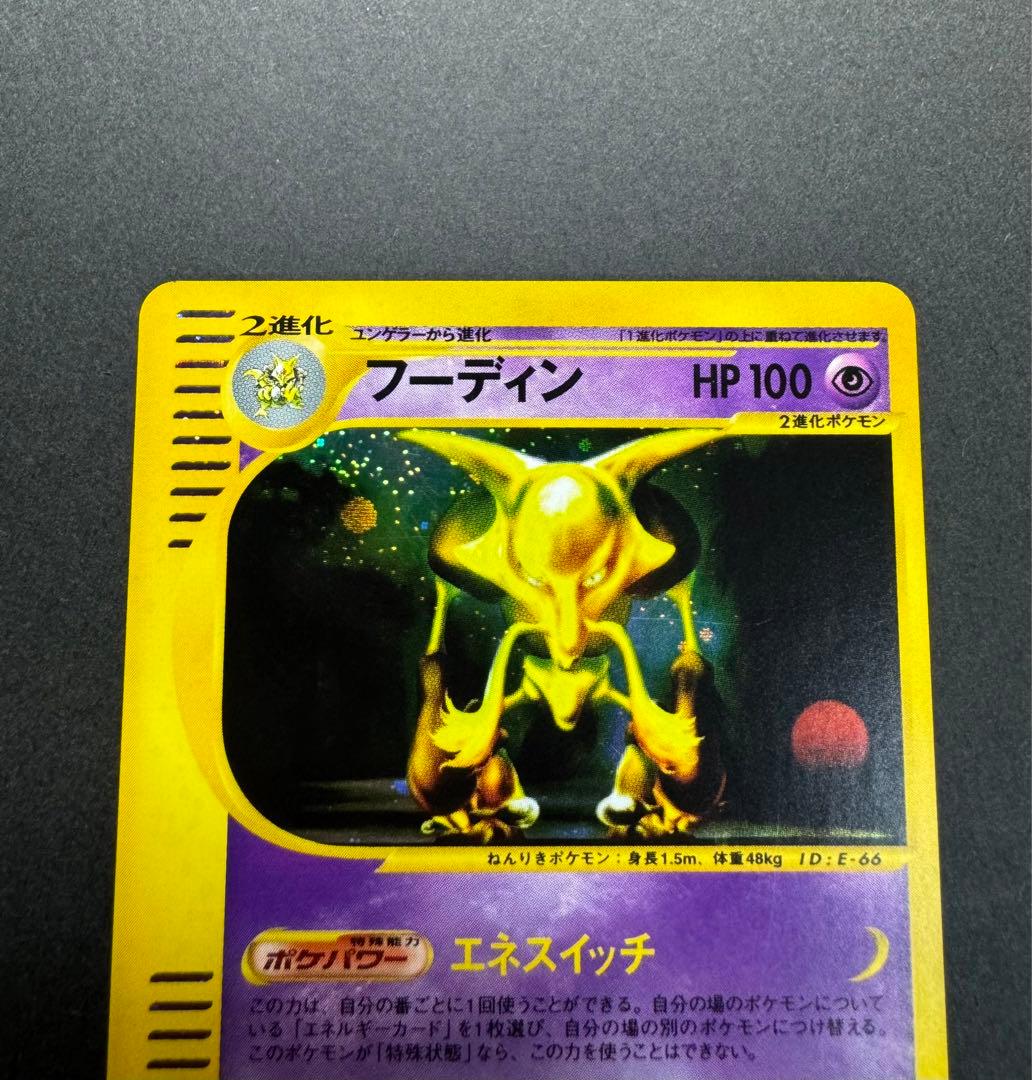 2進化
ユンゲラーから進化
「1進化ポケモン」の上に重ねて進化させます。
フーディン
HP 100
2進化ポケモン
ねんりきポケモン：身長1.5m、体重48kg ID：E-66
特殊能力
ポケパワー
エネスイッチ
この力は、自分の番ごとに1回使うことができる。自分の場のポケモンについて
いる「エネルギーカード」を1枚選び、自分の場の別のポケモンにつけ替える。
このポケモンが「特殊状態」なら、この力を使うことはできない。